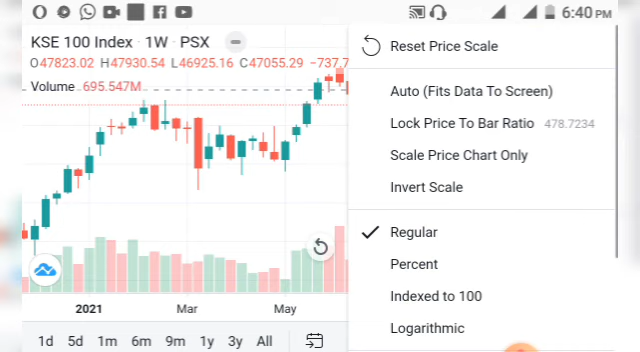 6:40 PM
KSE 100 Index · 1W · PSX
O47823.02 H47930.54 L46925.16 C47055.29 −737.7
Volume 695.547M
2021 Mar May
1d 5d 1m 6m 9m 1y 3y All
Reset Price Scale
Auto (Fits Data To Screen)
Lock Price To Bar Ratio 478.7234
Scale Price Chart Only
Invert Scale
Regular
Percent
Indexed to 100
Logarithmic